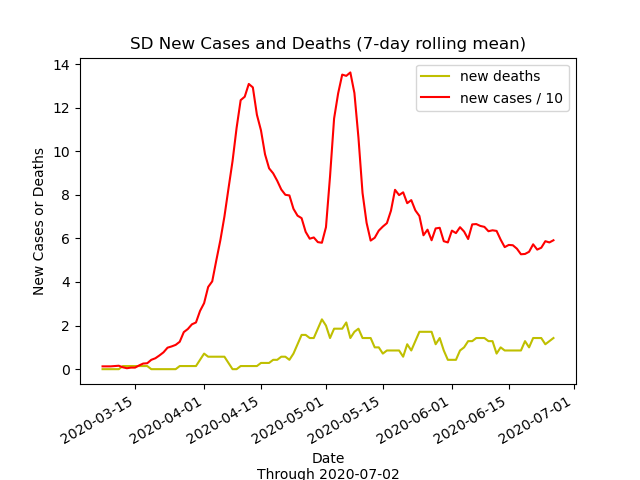 SD New Cases and Deaths (7-day rolling mean)
new deaths
new cases / 10
New Cases or Deaths
14
12
10
8
6
4
2
0
2020-03-15
2020-04-01
2020-04-15
2020-05-01
2020-05-15
2020-06-01
2020-06-15
2020-07-01
Date
Through 2020-07-02